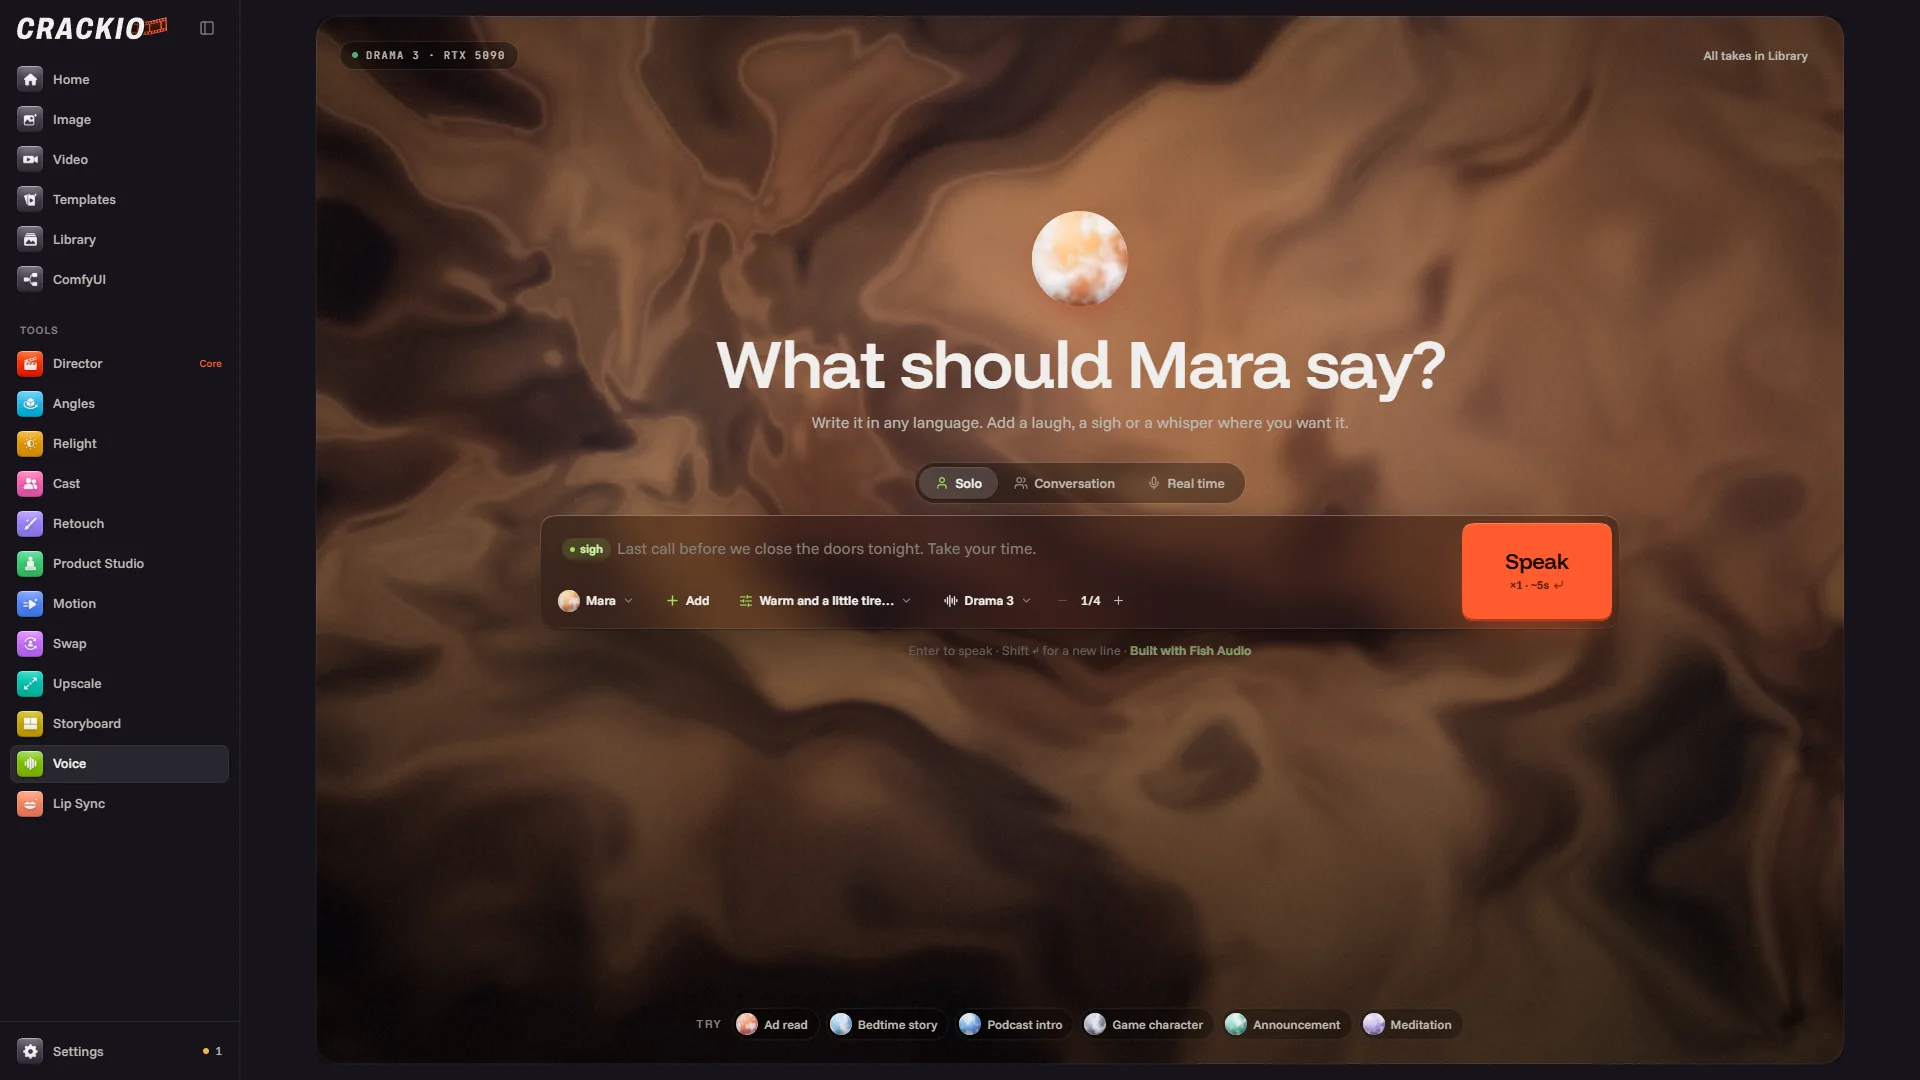 CRACKIO
Home
Image
Video
Templates
Library
ComfyUI
TOOLS
Director Core
Angles
Relight
Cast
Retouch
Product Studio
Motion
Swap
Upscale
Storyboard
Voice
Lip Sync
Settings 1
DRAMA 3 · RTX 5090
All takes in Library
What should Mara say?
Write it in any language. Add a laugh, a sigh or a whisper where you want it.
Solo Conversation Real time
sigh Last call before we close the doors tonight. Take your time.
Mara Add Warm and a little tire... Drama 3 − 1/4 +
Speak
×1 · ~5s ↵
Enter to speak · Shift ↵ for a new line · Built with Fish Audio
TRY Ad read Bedtime story Podcast intro Game character Announcement Meditation